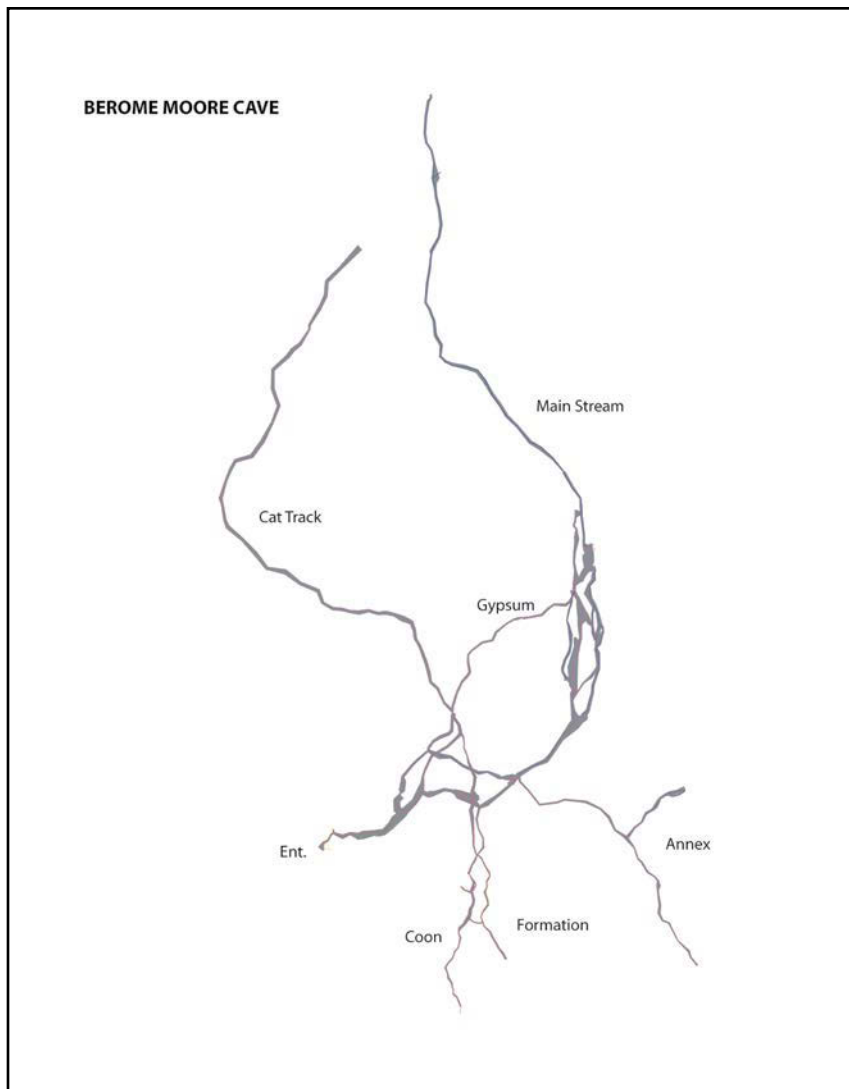 BEROME MOORE CAVE
Main Stream
Cat Track
Gypsum
Ent.
Annex
Coon
Formation